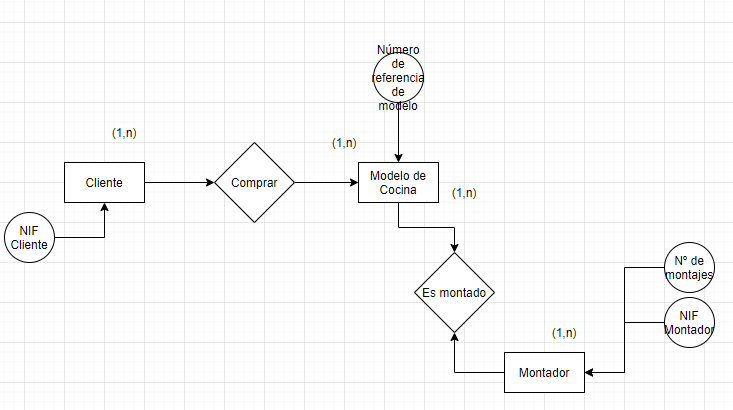 Número
de
referencia
de
modelo
(1,n)
(1,n)
Cliente
Comprar
Modelo de
Cocina
(1,n)
NIF
Cliente
Nº de
montajes
Es montado
NIF
Montador
(1,n)
Montador